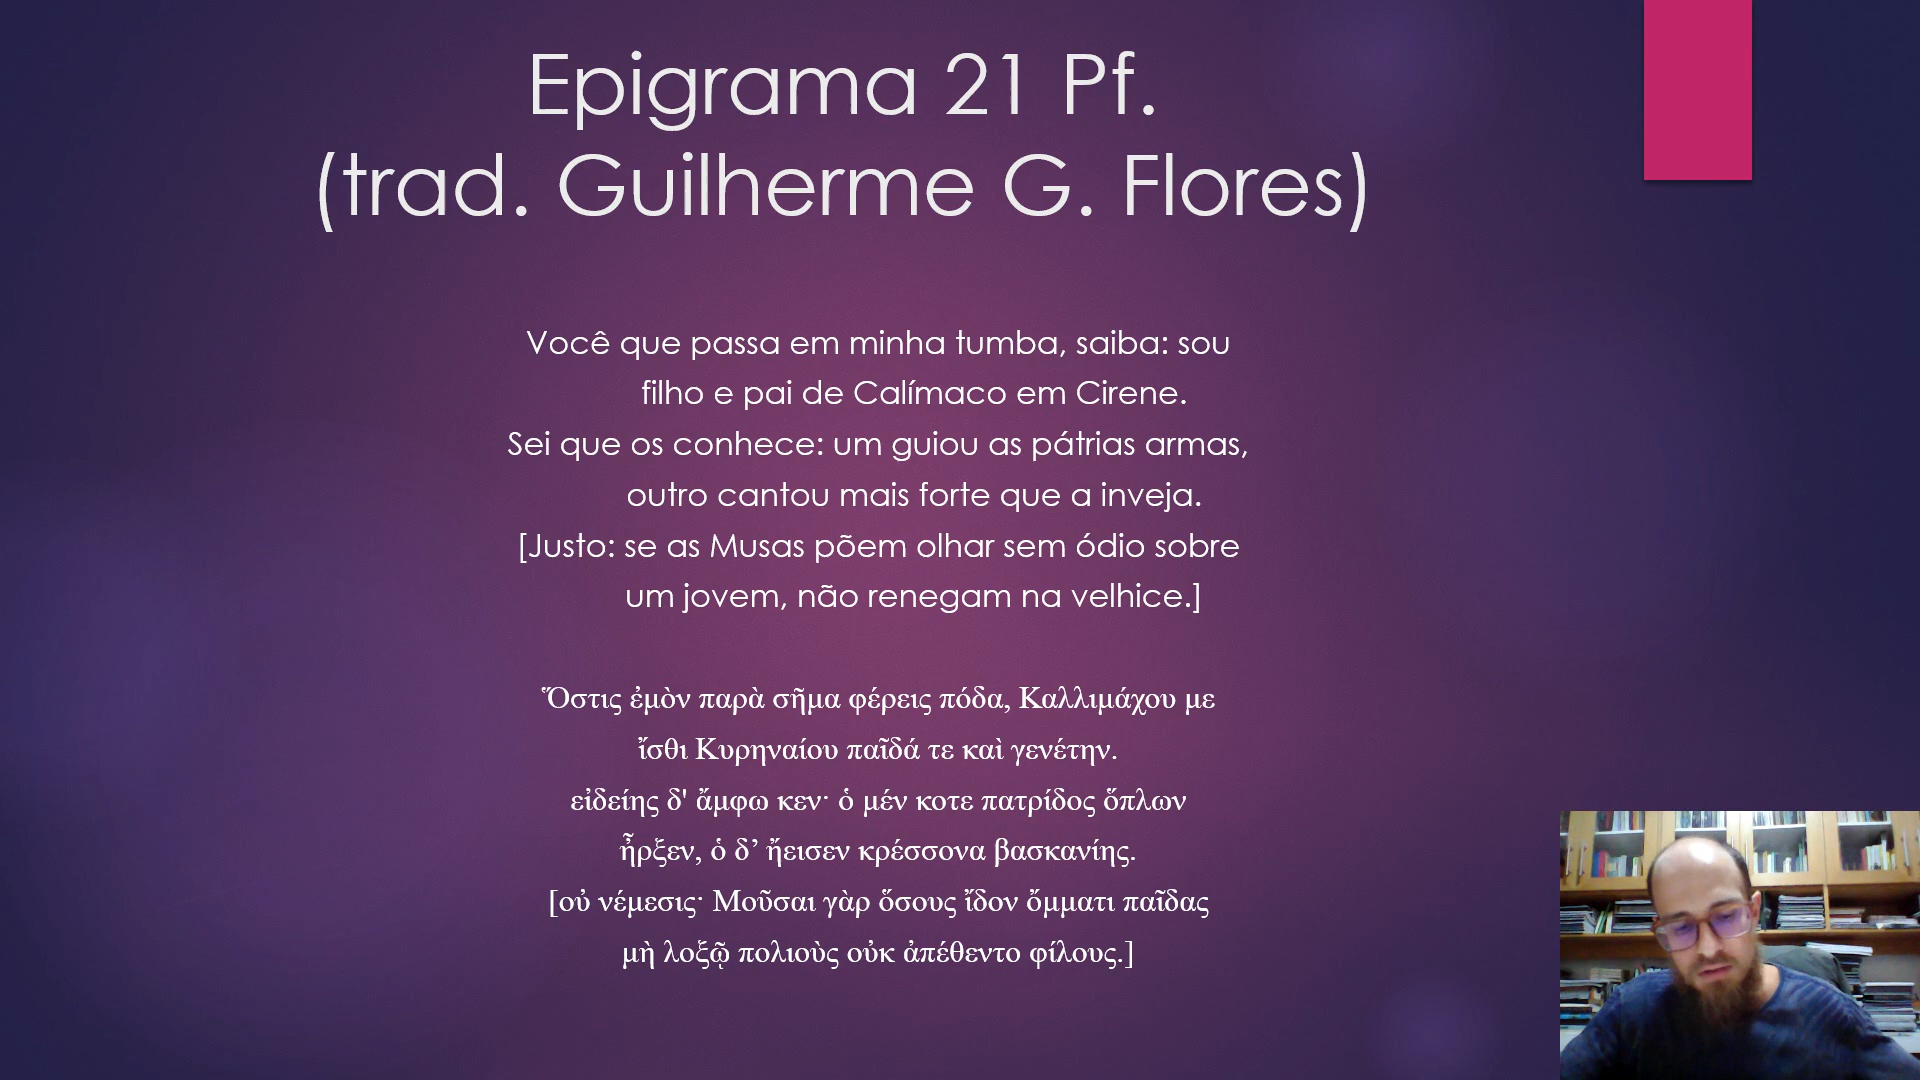 Epigrama 21 Pf.
(trad. Guilherme G. Flores)
Você que passa em minha tumba, saiba: sou
filho e pai de Calímaco em Cirene.
Sei que os conhece: um guiou as pátrias armas,
outro cantou mais forte que a inveja.
[Justo: se as Musas põem olhar sem ódio sobre
um jovem, não renegam na velhice.]
Ὅστις ἐμὸν παρὰ σῆμα φέρεις πόδα, Καλλιμάχου με
ἴσθι Κυρηναίου παῖδά τε καὶ γενέτην.
εἰδείης δ' ἄμφω κεν· ὁ μέν κοτε πατρίδος ὅπλων
ἦρξεν, ὁ δ’ ἤεισεν κρέσσονα βασκανίης.
[οὐ νέμεσις· Μοῦσαι γὰρ ὅσους ἴδον ὄμματι παῖδας
μὴ λοξῷ πολιοὺς οὐκ ἀπέθεντο φίλους.]